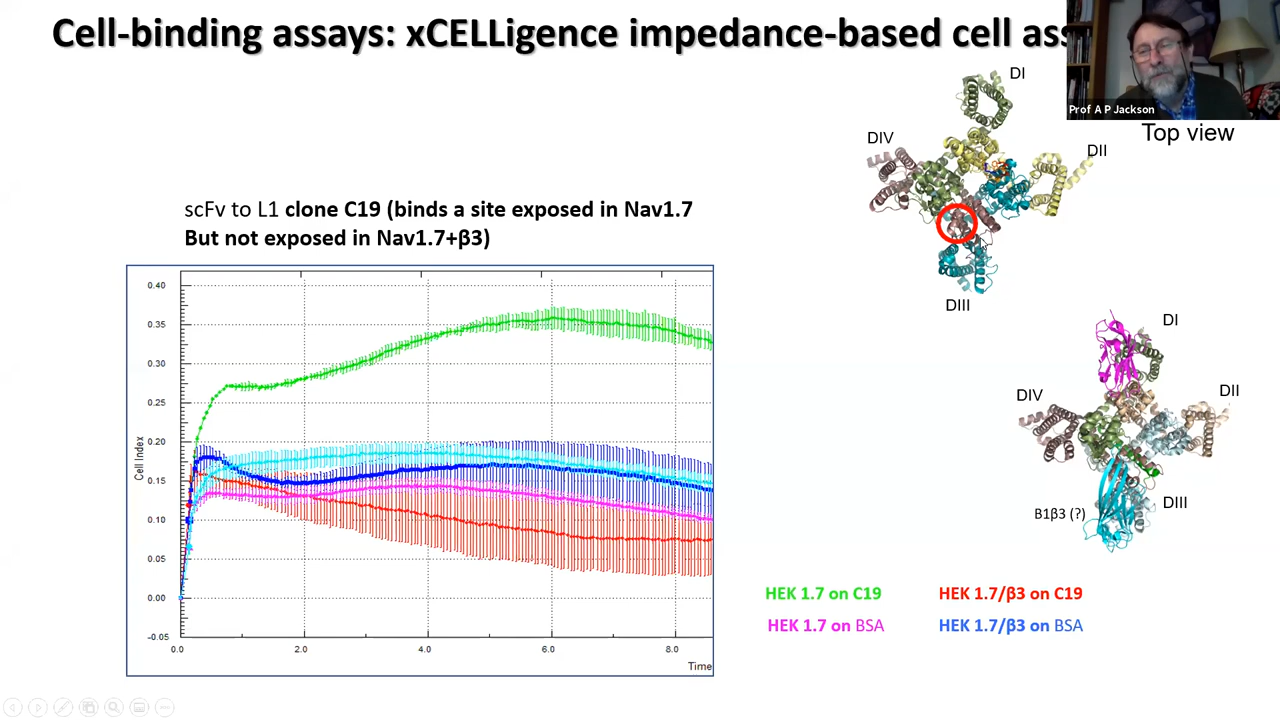 Cell-binding assays: xCELLigence impedance-based cell ass
Prof A P Jackson
Top view
DI
DIV
DII
DIII
scFv to L1 clone C19 (binds a site exposed in Nav1.7
But not exposed in Nav1.7+β3)
0.40
0.35
0.30
0.25
0.20
0.15
0.10
0.05
0.00
-0.05
Cell Index
0.0 2.0 4.0 6.0 8.0
Time
DI
DIV
DII
DIII
B1β3 (?)
HEK 1.7 on C19 HEK 1.7/β3 on C19
HEK 1.7 on BSA HEK 1.7/β3 on BSA